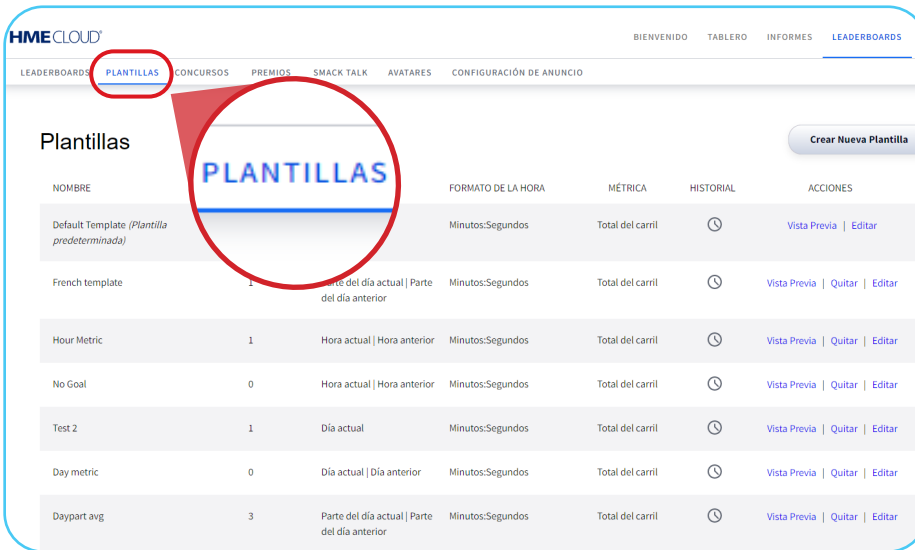 HMECLOUD®
BIENVENIDO TABLERO INFORMES LEADERBOARDS
LEADERBOARDS PLANTILLAS CONCURSOS PREMIOS SMACK TALK AVATARES CONFIGURACIÓN DE ANUNCIO
Plantillas
Crear Nueva Plantilla
PLANTILLAS
NOMBRE FORMATO DE LA HORA MÉTRICA HISTORIAL ACCIONES
Default Template (Plantilla Minutos:Segundos Total del carril Vista Previa | Editar
predeterminada)
French template 1 Parte del día actual | Parte Minutos:Segundos Total del carril Vista Previa | Quitar | Editar
del día anterior
Hour Metric 1 Hora actual | Hora anterior Minutos:Segundos Total del carril Vista Previa | Quitar | Editar
No Goal 0 Hora actual | Hora anterior Minutos:Segundos Total del carril Vista Previa | Quitar | Editar
Test 2 1 Día actual Minutos:Segundos Total del carril Vista Previa | Quitar | Editar
Day metric 0 Día actual | Día anterior Minutos:Segundos Total del carril Vista Previa | Quitar | Editar
Daypart avg 3 Parte del día actual | Parte Minutos:Segundos Total del carril Vista Previa | Quitar | Editar
del día anterior